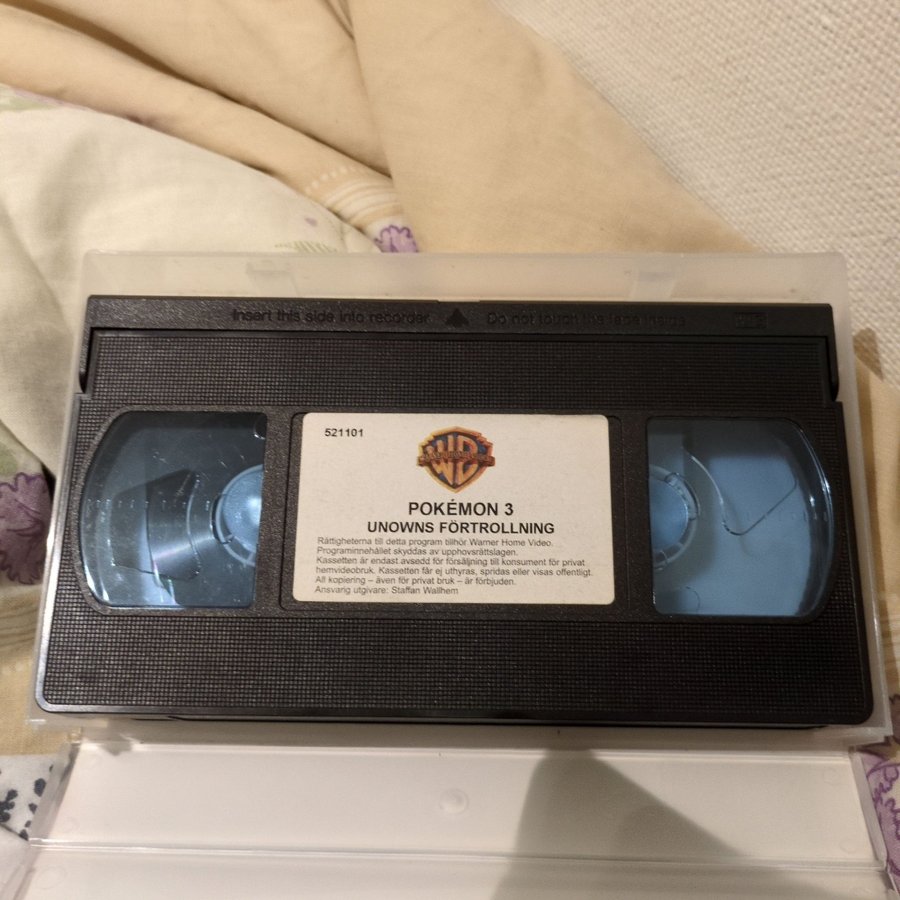 Insert this side into recorder Do not touch the tape inside
521101
WB
POKÉMON 3
UNOWNS FÖRTROLLNING
Rättigheterna till detta program tillhör Warner Home Video.
Programinnehållet skyddas av upphovsrättslagen.
Kassetten är endast avsedd för försäljning till konsument för privat
hemvideobruk. Kassetten får ej uthyras, spridas eller visas offentligt.
All kopiering – även för privat bruk – är förbjuden.
Ansvarig utgivare: Staffan Wallhem